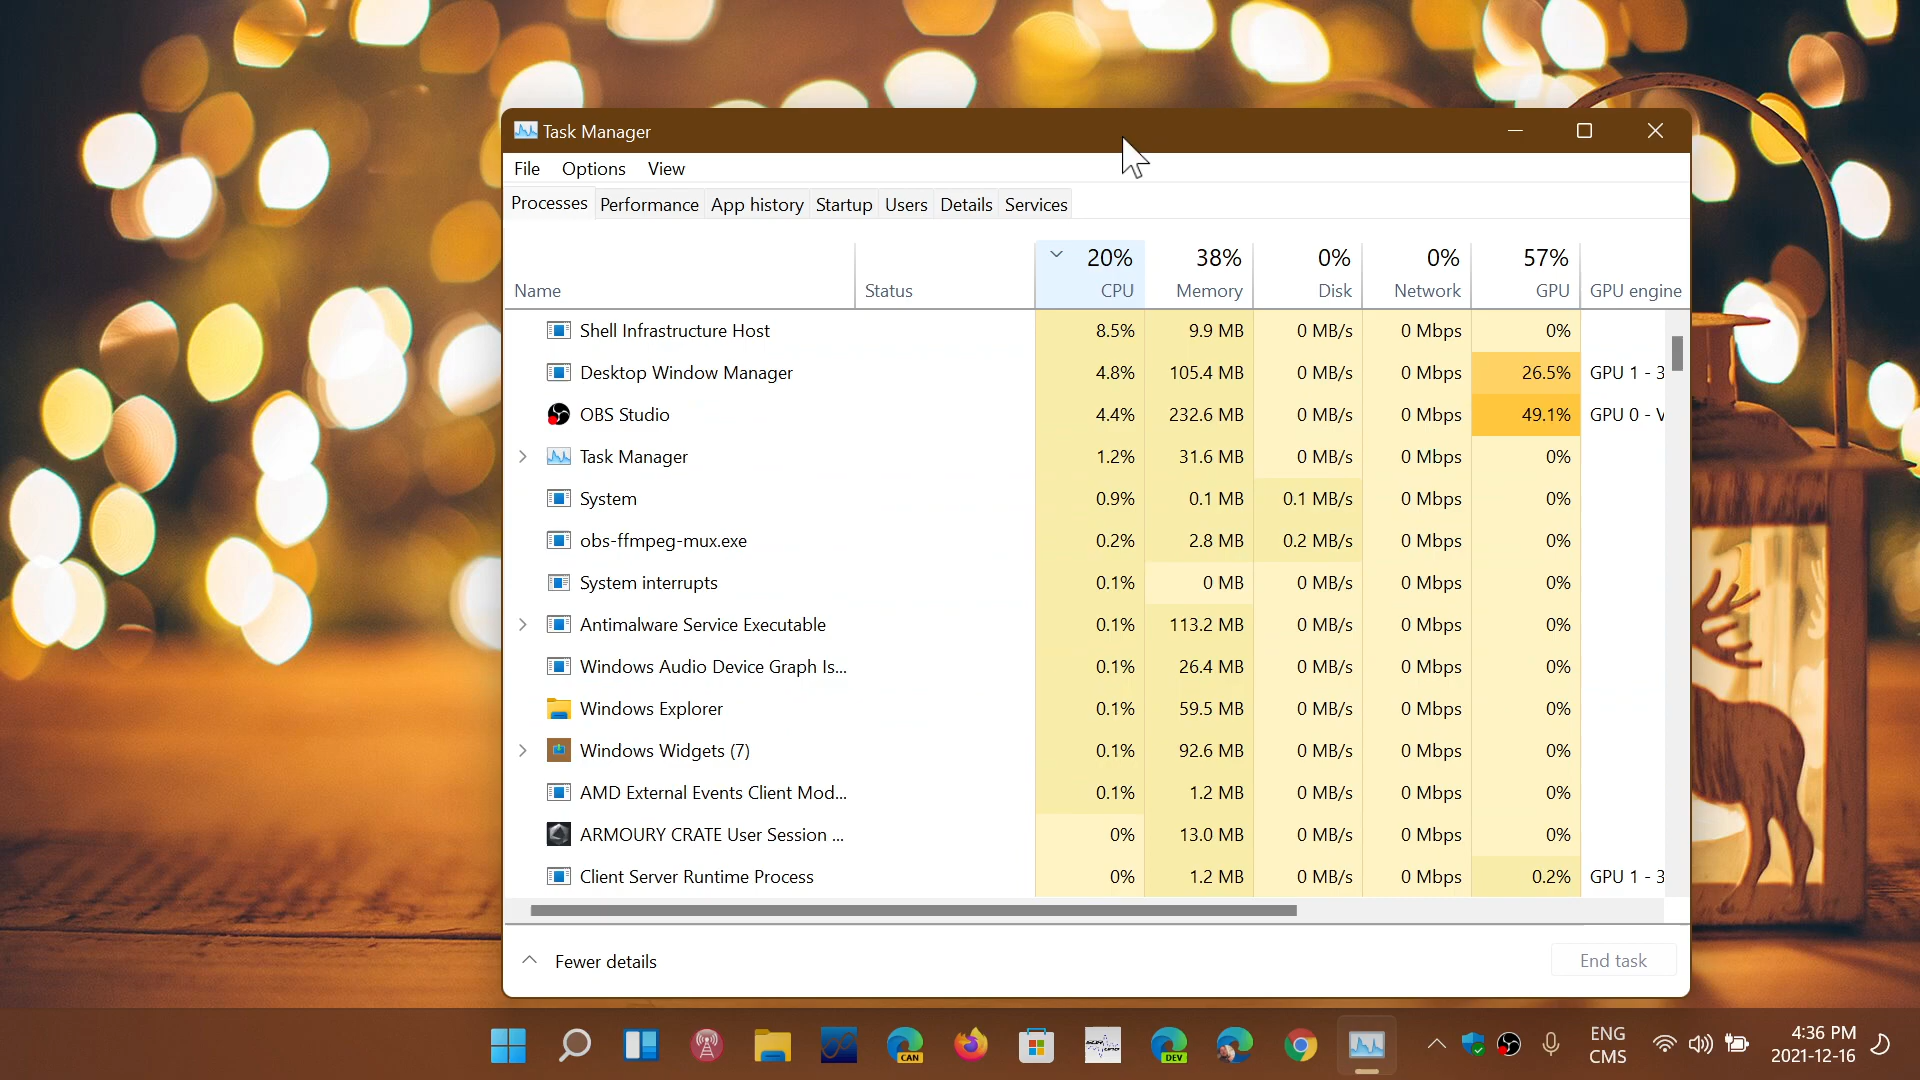 Task Manager
File Options View
Processes Performance App history Startup Users Details Services
20% 38% 0% 0% 57%
Name Status CPU Memory Disk Network GPU GPU engine
Shell Infrastructure Host 8.5% 9.9 MB 0 MB/s 0 Mbps 0%
Desktop Window Manager 4.8% 105.4 MB 0 MB/s 0 Mbps 26.5% GPU 1 - 3
OBS Studio 4.4% 232.6 MB 0 MB/s 0 Mbps 49.1% GPU 0 - V
Task Manager 1.2% 31.6 MB 0 MB/s 0 Mbps 0%
System 0.9% 0.1 MB 0.1 MB/s 0 Mbps 0%
obs-ffmpeg-mux.exe 0.2% 2.8 MB 0.2 MB/s 0 Mbps 0%
System interrupts 0.1% 0 MB 0 MB/s 0 Mbps 0%
Antimalware Service Executable 0.1% 113.2 MB 0 MB/s 0 Mbps 0%
Windows Audio Device Graph Is... 0.1% 26.4 MB 0 MB/s 0 Mbps 0%
Windows Explorer 0.1% 59.5 MB 0 MB/s 0 Mbps 0%
Windows Widgets (7) 0.1% 92.6 MB 0 MB/s 0 Mbps 0%
AMD External Events Client Mod... 0.1% 1.2 MB 0 MB/s 0 Mbps 0%
ARMOURY CRATE User Session ... 0% 13.0 MB 0 MB/s 0 Mbps 0%
Client Server Runtime Process 0% 1.2 MB 0 MB/s 0 Mbps 0.2% GPU 1 - 3
Fewer details End task
CAN DEV
ENG 4:36 PM
CMS 2021-12-16